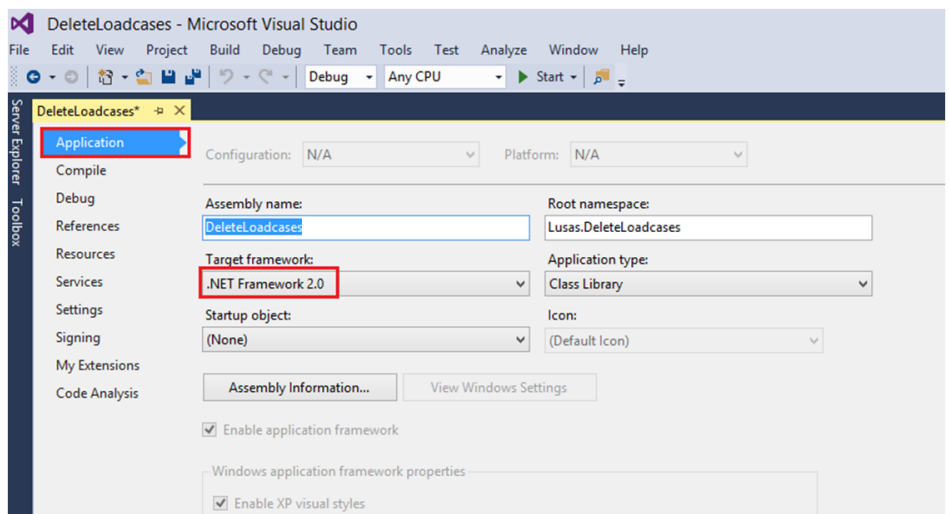 DeleteLoadcases - Microsoft Visual Studio
File Edit View Project Build Debug Team Tools Test Analyze Window Help
Debug Any CPU Start
Server Explorer
Toolbox
DeleteLoadcases*
Application
Compile
Debug
References
Resources
Services
Settings
Signing
My Extensions
Code Analysis
Configuration: N/A Platform: N/A
Assembly name: Root namespace:
DeleteLoadcases Lusas.DeleteLoadcases
Target framework: Application type:
.NET Framework 2.0 Class Library
Startup object: Icon:
(None) (Default Icon)
Assembly Information... View Windows Settings
Enable application framework
Windows application framework properties
Enable XP visual styles